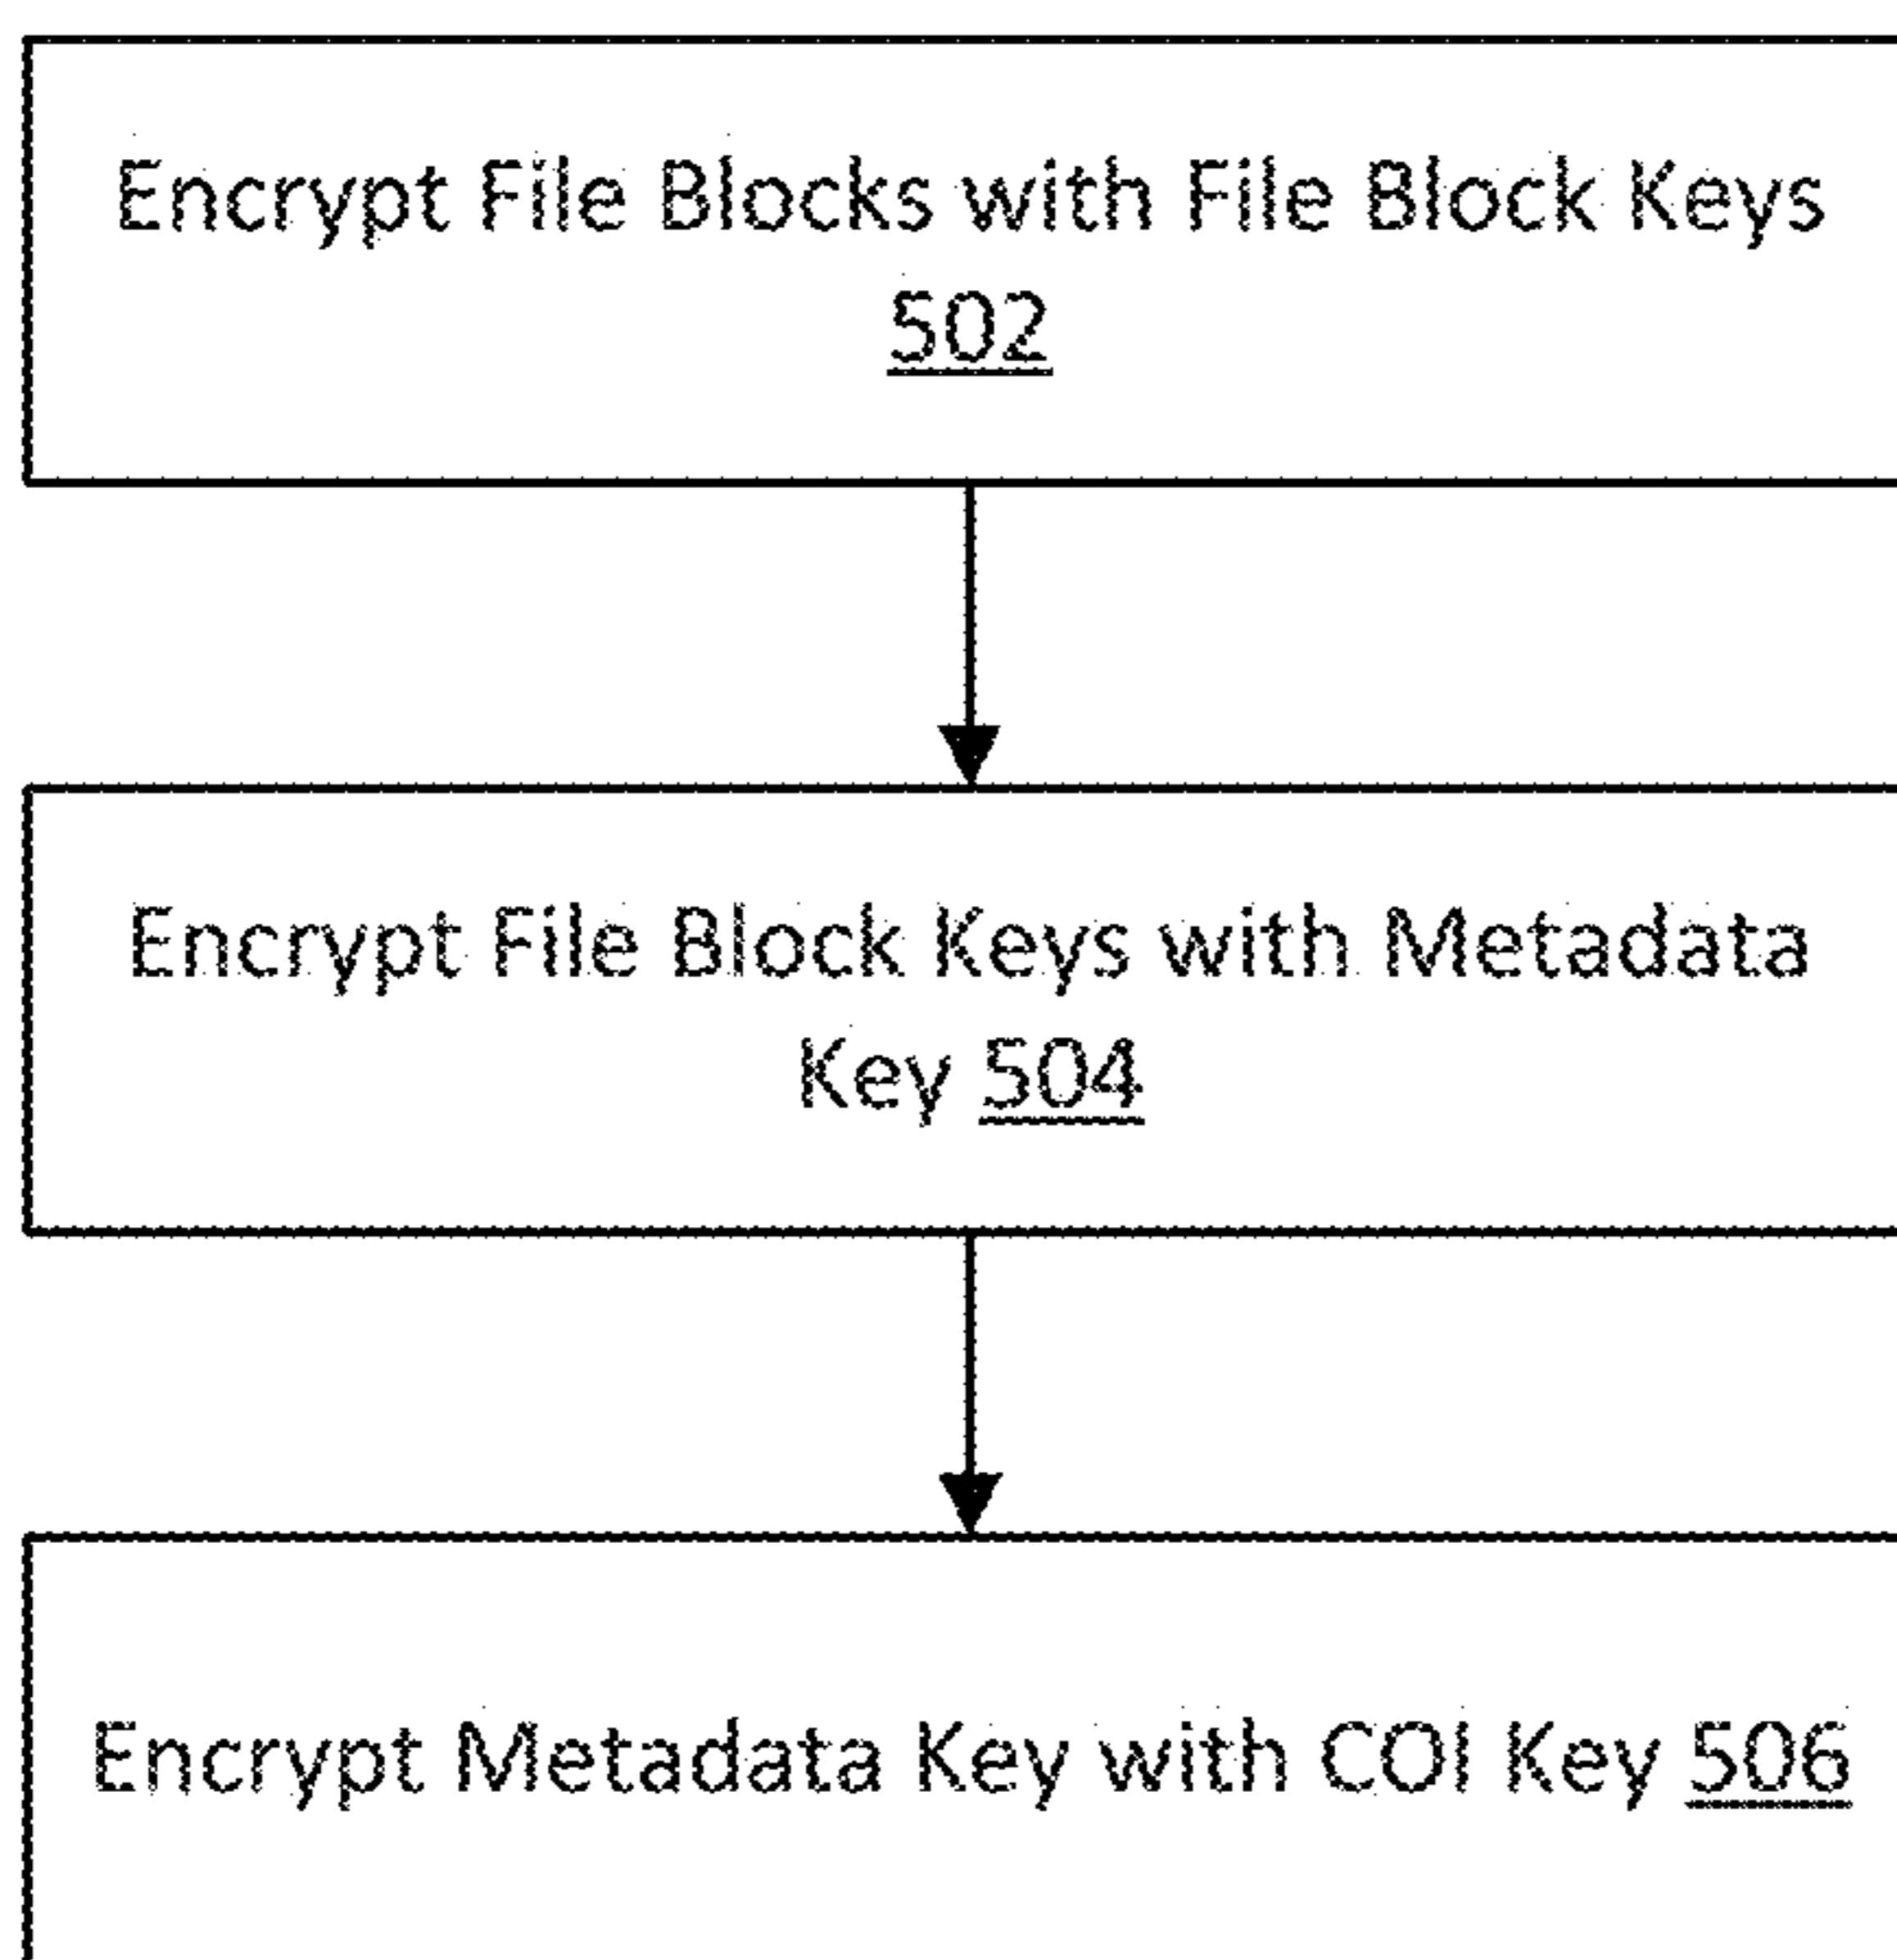 Encrypt File Blocks with File Block Keys
502
Encrypt File Block Keys with Metadata
Key 504
Encrypt Metadata Key with COI Key 506